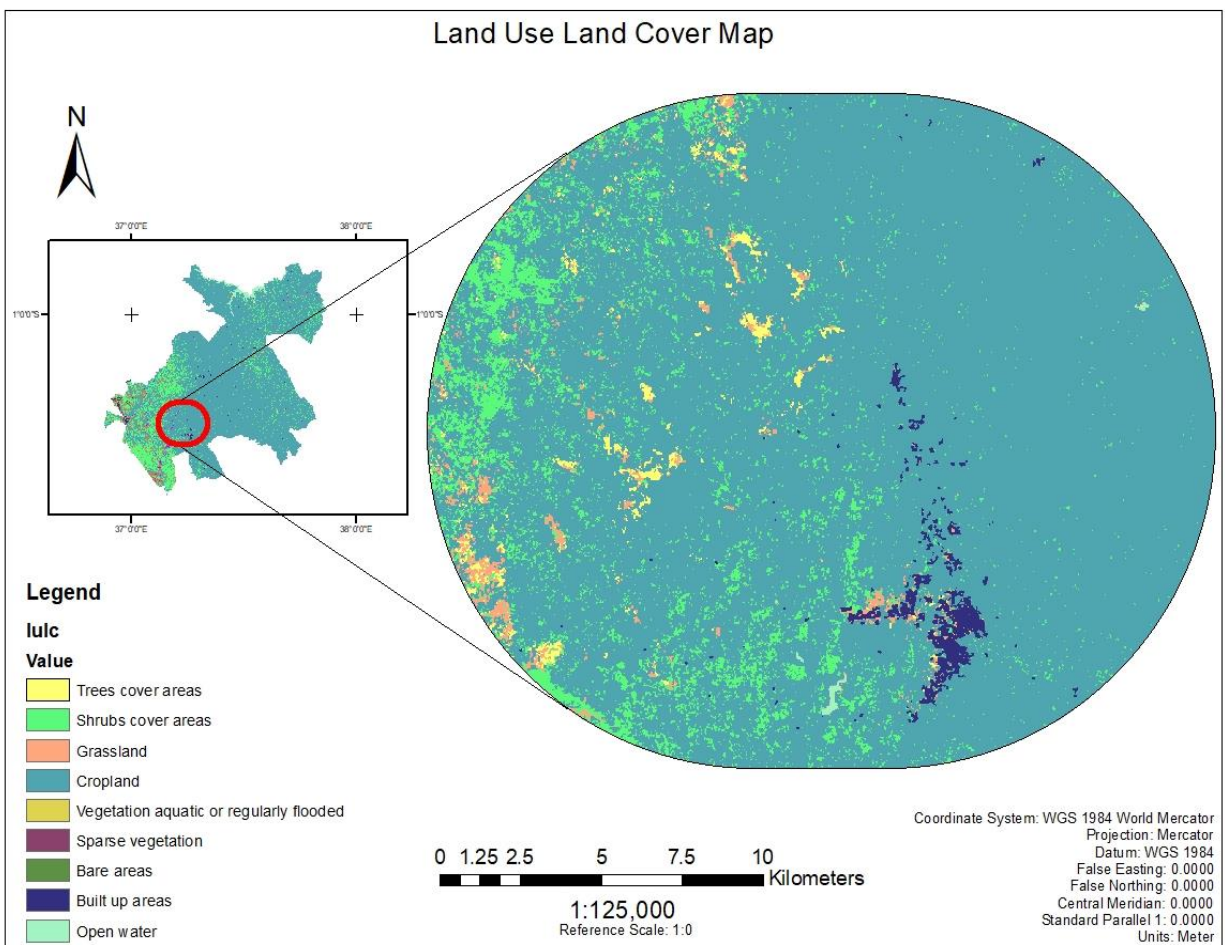 Land Use Land Cover Map
N
37°0'0"E
38°0'0"E
1°0'0"S
1°0'0"S
37°0'0"E
38°0'0"E
Legend
lulc
Value
Trees cover areas
Shrubs cover areas
Grassland
Cropland
Vegetation aquatic or regularly flooded
Sparse vegetation
Bare areas
Built up areas
Open water
0 1.25 2.5 5 7.5 10
Kilometers
1:125,000
Reference Scale: 1:0
Coordinate System: WGS 1984 World Mercator
Projection: Mercator
Datum: WGS 1984
False Easting: 0.0000
False Northing: 0.0000
Central Meridian: 0.0000
Standard Parallel 1: 0.0000
Units: Meter